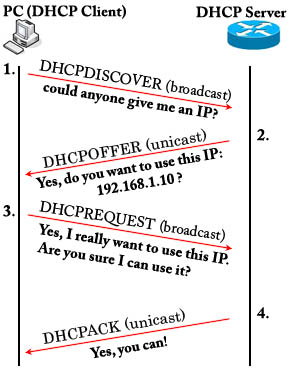 PC (DHCP Client)
DHCP Server
1.
DHCPDISCOVER (broadcast)
could anyone give me an IP?
2.
DHCPOFFER (unicast)
Yes, do you want to use this IP:
192.168.1.10 ?
3.
DHCPREQUEST (broadcast)
Yes, I really want to use this IP.
Are you sure I can use it?
4.
DHCPACK (unicast)
Yes, you can!